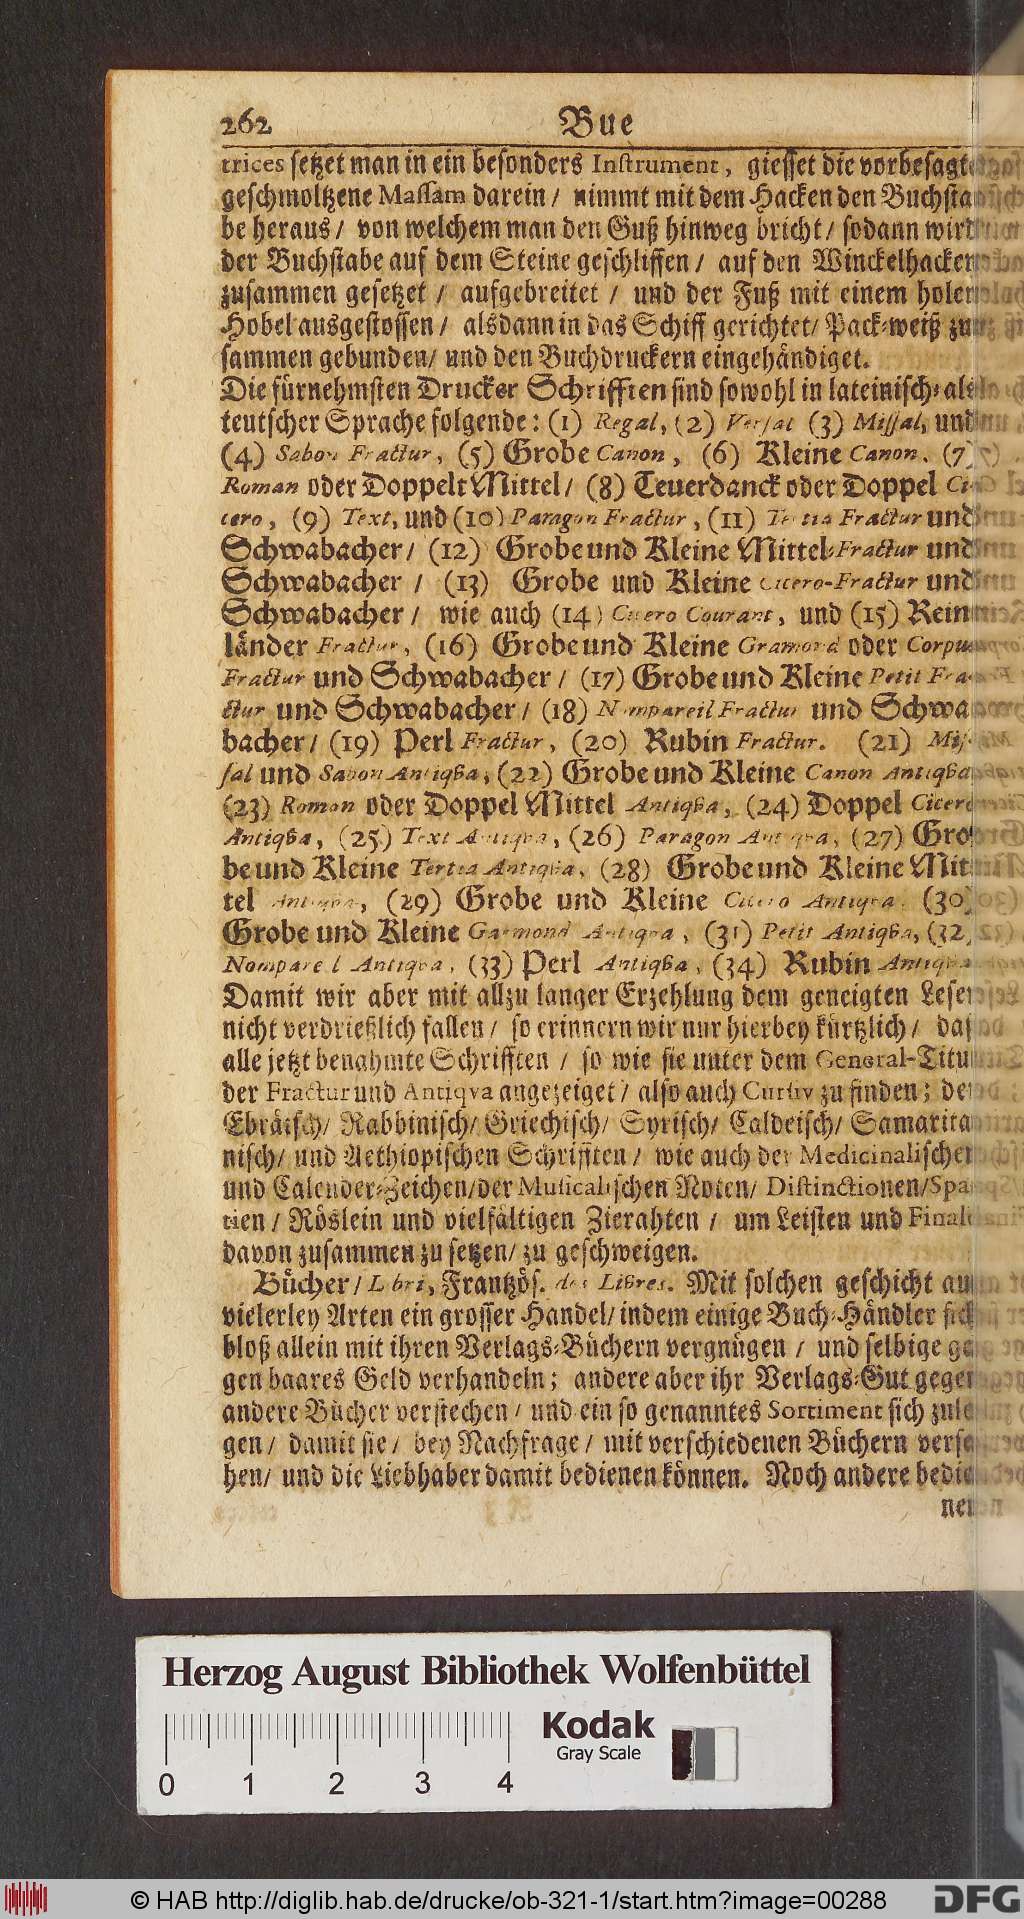 262 Bue
trices setzet man in ein besonders Instrument, giesset die vorbesagte
geschmoltzene Massam darein / nimmt mit dem Hacken den Buchsta-
be heraus / von welchem man den Guß hinweg bricht / sodann wird
der Buchstabe auf dem Steine geschliffen / auf den Winckelhacken
zusammen gesetzet / aufgebreitet / und der Fuß mit einem holen
Hobel ausgestossen / alsdann in das Schiff gerichtet / Pack-weiß zu-
sammen gebunden / und den Buchdruckern eingehändiget.
Die fürnehmsten Drucker Schrifften sind sowohl in lateinisch- als
teutscher Sprache folgende: (1) Regal, (2) Versal (3) Missal, und
(4) Sabon Fractur, (5) Grobe Canon, (6) Kleine Canon. (7)
Roman oder Doppelt Mittel / (8) Teuerdanck oder Doppel Ci-
cero, (9) Text, und (10) Paragon Fractur, (11) Tertia Fractur und
Schwabacher / (12) Grobe und Kleine Mittel-Fractur und
Schwabacher / (13) Grobe und Kleine Cicero-Fractur und
Schwabacher / wie auch (14) Cicero Courant, und (15) Rein-
länder Fractur, (16) Grobe und Kleine Gramond oder Corpus
Fractur und Schwabacher / (17) Grobe und Kleine Petit Fra-
ctur und Schwabacher / (18) Nompareil Fractur und Schwa-
bacher / (19) Perl Fractur, (20) Rubin Fractur. (21) Mis-
sal und Sabon Antiqva, (22) Grobe und Kleine Canon Antiqva
(23) Roman oder Doppel Mittel Antiqva, (24) Doppel Cicero
Antiqva, (25) Text Antiqva, (26) Paragon Antiqva, (27) Gro-
be und Kleine Tertia Antiqva, (28) Grobe und Kleine Mit-
tel Antiqva, (29) Grobe und Kleine Cicero Antiqva, (30)
Grobe und Kleine Garmond Antiqva, (31) Petit Antiqva, (32)
Nompareil Antiqva, (33) Perl Antiqva, (34) Rubin Antiqva
Damit wir aber mit allzu langer Erzehlung dem geneigten Leser
nicht verdrießlich fallen / so erinnern wir nur hierbey kürtzlich / daß
alle jetzt benahmte Schrifften / so wie sie unter dem General-Titul
der Fractur und Antiqva angezeiget / also auch Cursiv zu finden; der
Ebräisch / Rabbinisch / Griechisch / Syrisch / Caldeisch / Samarita-
nisch / und Aethiopischen Schrifften / wie auch der Medicinalischen
und Calender-Zeichen / der Musicalischen Noten / Distinctionen / Spa-
tien / Röslein und vielfältigen Zierahten / um Leisten und Final
davon zusammen zu setzen / zu geschweigen.
Bücher / Libri, Frantzös. des Libres. Mit solchen geschicht auf
vielerley Arten ein grosser Handel / indem einige Buch-Händler sich
bloß allein mit ihren Verlags-Büchern vergnügen / und selbige ge-
gen baares Geld verhandeln; andere aber ihr Verlags-Gut gegen
andere Bücher verstechen / und ein so genanntes Sortiment sich zule-
gen / damit sie / bey Nachfrage / mit verschiedenen Büchern verse-
hen / und die Liebhaber damit bedienen können. Noch andere bedie-
nen
Herzog August Bibliothek Wolfenbüttel
0 1 2 3 4
Kodak
Gray Scale
© HAB http://diglib.hab.de/drucke/ob-321-1/start.htm?image=00288
DFG